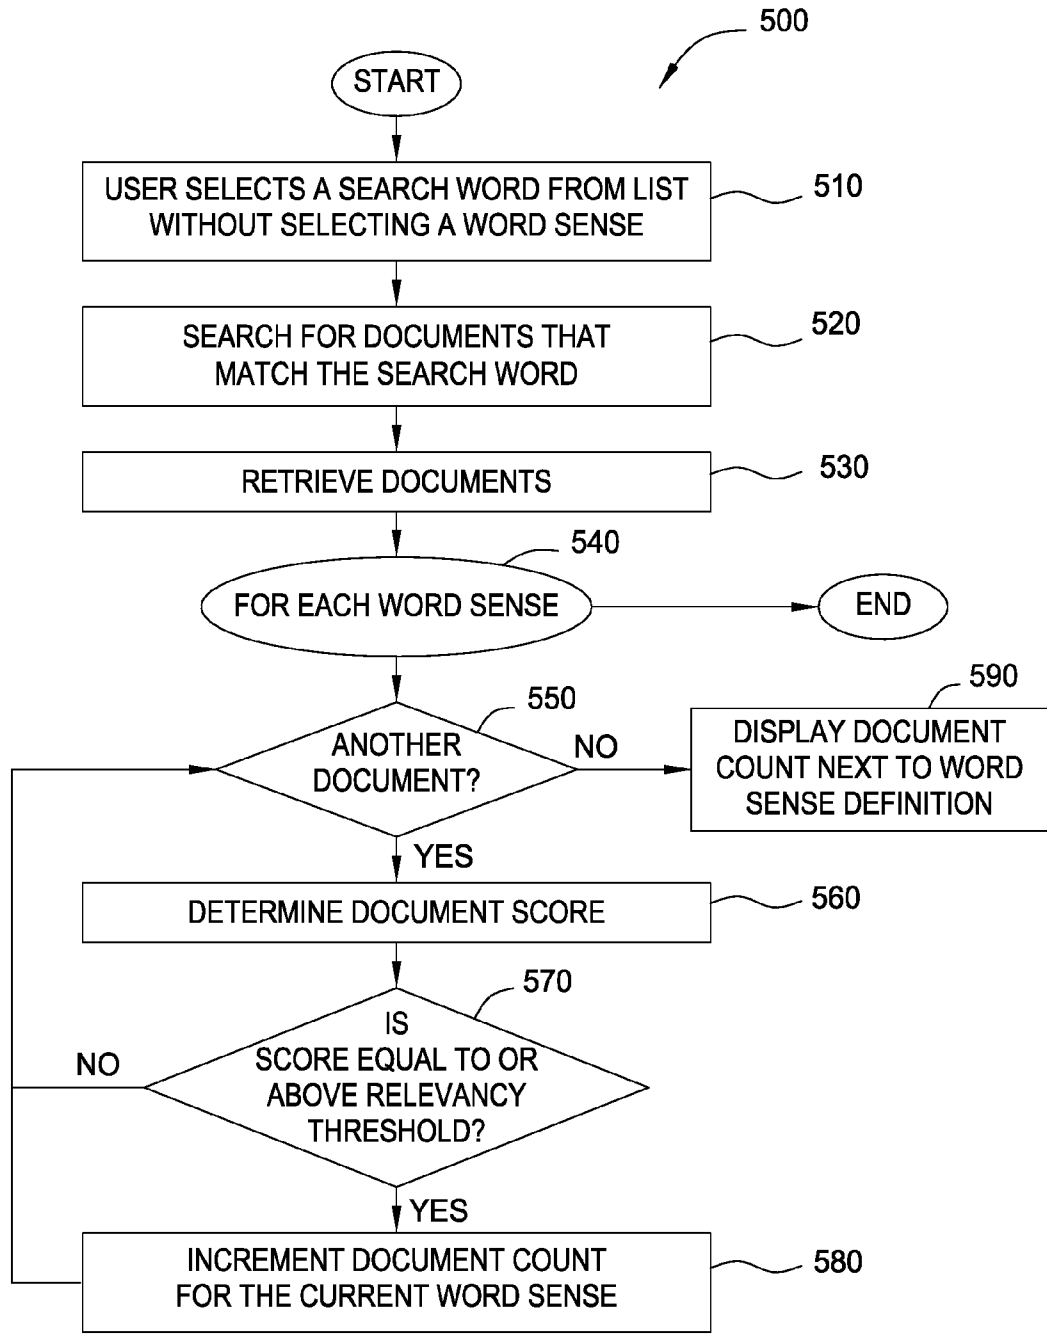 500
START
USER SELECTS A SEARCH WORD FROM LIST
WITHOUT SELECTING A WORD SENSE
510
SEARCH FOR DOCUMENTS THAT
MATCH THE SEARCH WORD
520
RETRIEVE DOCUMENTS
530
540
FOR EACH WORD SENSE
END
550
ANOTHER
DOCUMENT?
NO
590
DISPLAY DOCUMENT
COUNT NEXT TO WORD
SENSE DEFINITION
YES
DETERMINE DOCUMENT SCORE
560
570
IS
SCORE EQUAL TO OR
ABOVE RELEVANCY
THRESHOLD?
NO
YES
INCREMENT DOCUMENT COUNT
FOR THE CURRENT WORD SENSE
580